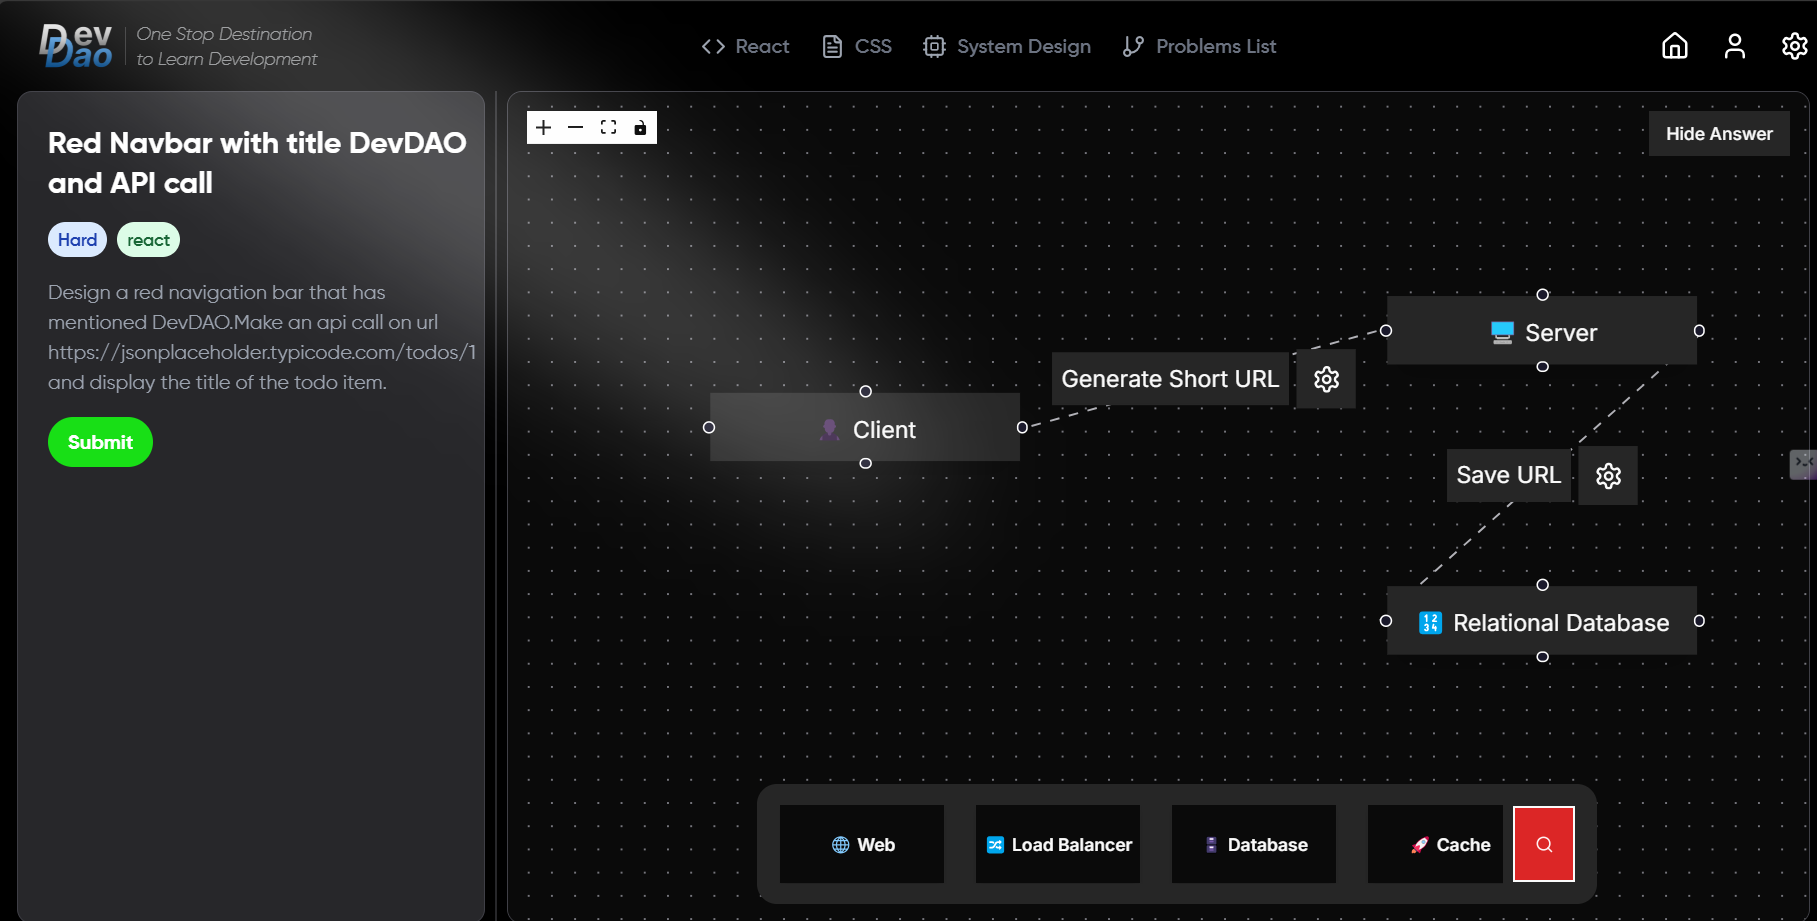 DevDao
One Stop Destination
to Learn Development
React
CSS
System Design
Problems List
Red Navbar with title DevDAO
and API call
Hard
react
Design a red navigation bar that has
mentioned DevDAO.Make an api call on url
https://jsonplaceholder.typicode.com/todos/1
and display the title of the todo item.
Submit
Hide Answer
Server
Generate Short URL
Client
Save URL
1234
Relational Database
Web
Load Balancer
Database
Cache